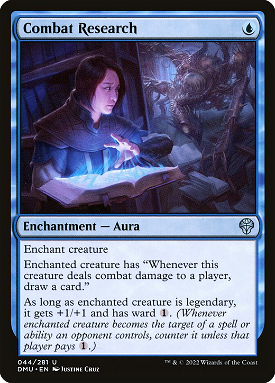 Combat Research
Enchantment — Aura
Enchant creature
Enchanted creature has “Whenever this
creature deals combat damage to a player,
draw a card.”
As long as enchanted creature is legendary,
it gets +1/+1 and has ward 1. (Whenever
enchanted creature becomes the target of a spell or
ability an opponent controls, counter it unless that
player pays 1.)
044/281 U
DMU • EN Justine Cruz
™ & © 2022 Wizards of the Coast